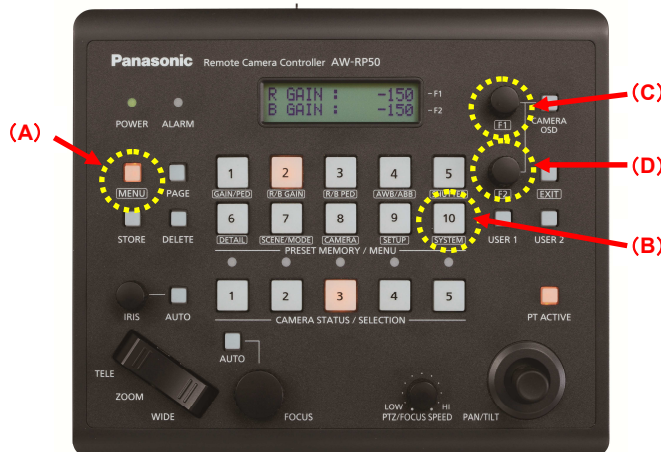 Panasonic Remote Camera Controller AW-RP50
R GAIN : -150 -F1
B GAIN : -150 -F2
(C)
POWER ALARM
F1 CAMERA OSD
(A)
(D)
MENU PAGE
1 2 3 4 5
GAIN/PED R/B GAIN R/B PED AWB/ABB
F2 EXIT
STORE DELETE
6 7 8 9 10
USER 1 USER 2
(B)
DETAIL SCENE/MODE CAMERA SETUP SYSTEM
PRESET MEMORY / MENU
IRIS AUTO
1 2 3 4 5
CAMERA STATUS / SELECTION
PT ACTIVE
AUTO
TELE
ZOOM
WIDE
FOCUS
LOW HI
PTZ/FOCUS SPEED
PAN/TILT